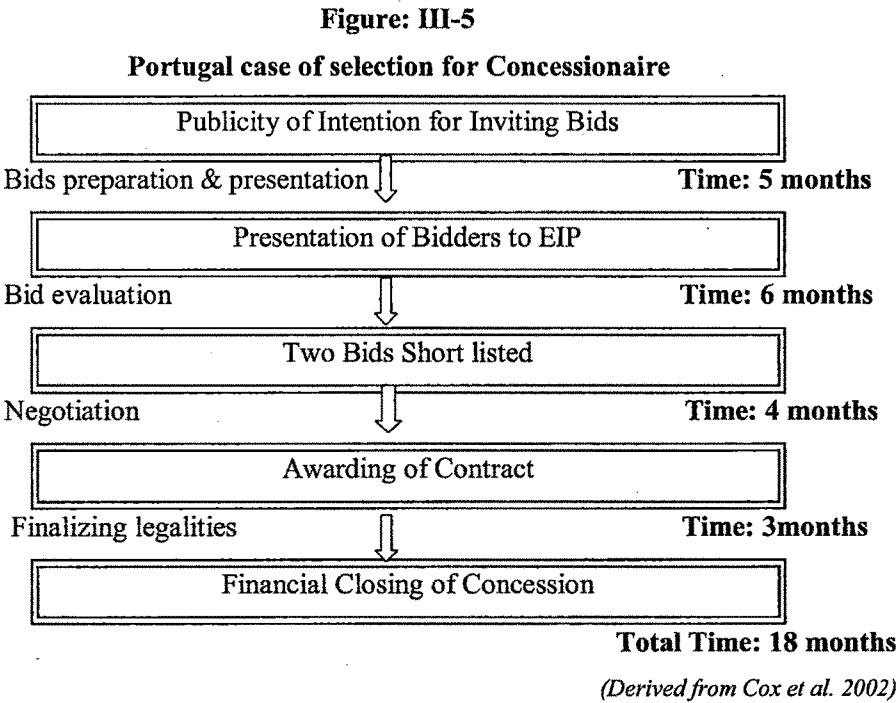 Figure: III-5
Portugal case of selection for Concessionaire
Publicity of Intention for Inviting Bids
Bids preparation & presentation Time: 5 months
Presentation of Bidders to EIP
Bid evaluation Time: 6 months
Two Bids Short listed
Negotiation Time: 4 months
Awarding of Contract
Finalizing legalities Time: 3months
Financial Closing of Concession
Total Time: 18 months
(Derived from Cox et al. 2002)